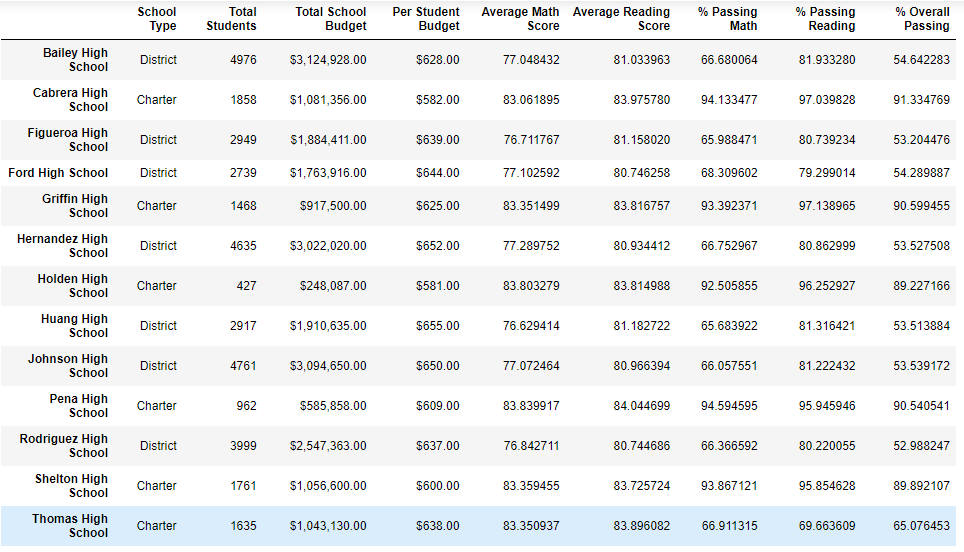 School Type Total Students Total School Budget Per Student Budget Average Math Score Average Reading Score % Passing Math % Passing Reading % Overall Passing
Bailey High School District 4976 $3,124,928.00 $628.00 77.048432 81.033963 66.680064 81.933280 54.642283
Cabrera High School Charter 1858 $1,081,356.00 $582.00 83.061895 83.975780 94.133477 97.039828 91.334769
Figueroa High School District 2949 $1,884,411.00 $639.00 76.711767 81.158020 65.988471 80.739234 53.204476
Ford High School District 2739 $1,763,916.00 $644.00 77.102592 80.746258 68.309602 79.299014 54.289887
Griffin High School Charter 1468 $917,500.00 $625.00 83.351499 83.816757 93.392371 97.138965 90.599455
Hernandez High School District 4635 $3,022,020.00 $652.00 77.289752 80.934412 66.752967 80.862999 53.527508
Holden High School Charter 427 $248,087.00 $581.00 83.803279 83.814988 92.505855 96.252927 89.227166
Huang High School District 2917 $1,910,635.00 $655.00 76.629414 81.182722 65.683922 81.316421 53.513884
Johnson High School District 4761 $3,094,650.00 $650.00 77.072464 80.966394 66.057551 81.222432 53.539172
Pena High School Charter 962 $585,858.00 $609.00 83.839917 84.044699 94.594595 95.945946 90.540541
Rodriguez High School District 3999 $2,547,363.00 $637.00 76.842711 80.744686 66.366592 80.220055 52.988247
Shelton High School Charter 1761 $1,056,600.00 $600.00 83.359455 83.725724 93.867121 95.854628 89.892107
Thomas High School Charter 1635 $1,043,130.00 $638.00 83.350937 83.896082 66.911315 69.663609 65.076453